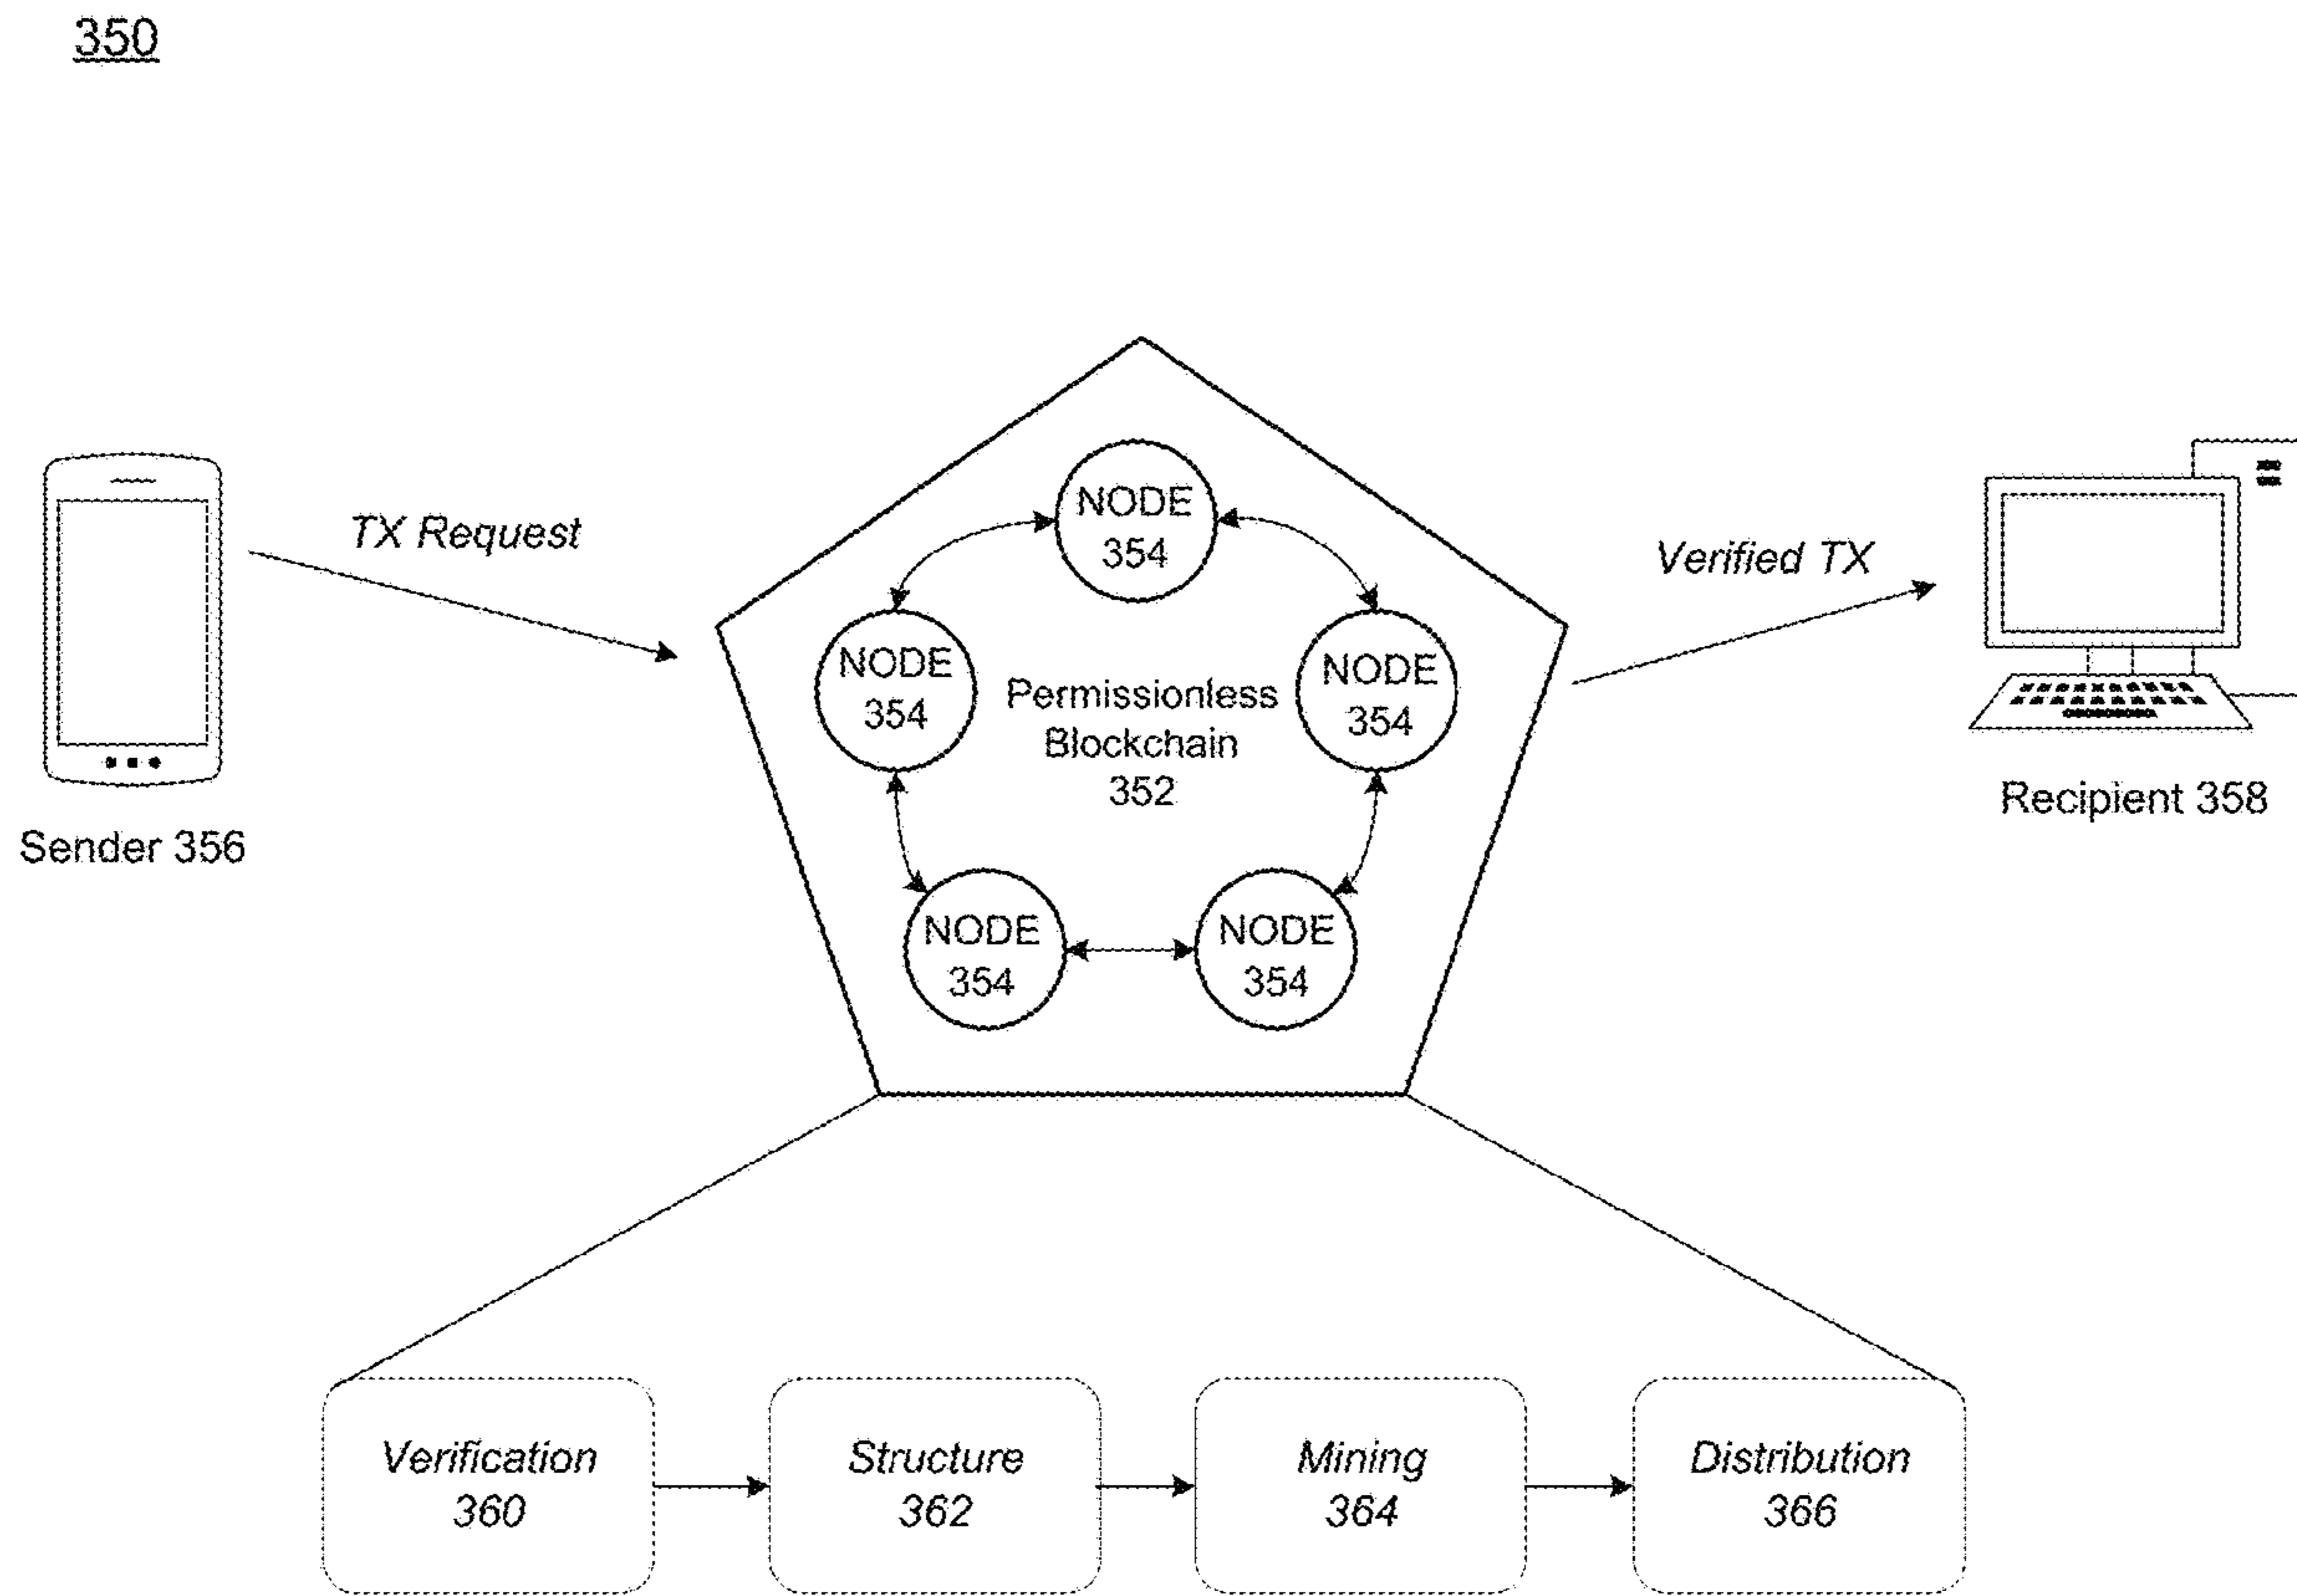 350
NODE
354
TX Request
Verified TX
NODE
354
NODE
354
Permissionless
Blockchain
352
Sender 356
Recipient 358
NODE
354
NODE
354
Verification
360
Structure
362
Mining
364
Distribution
366